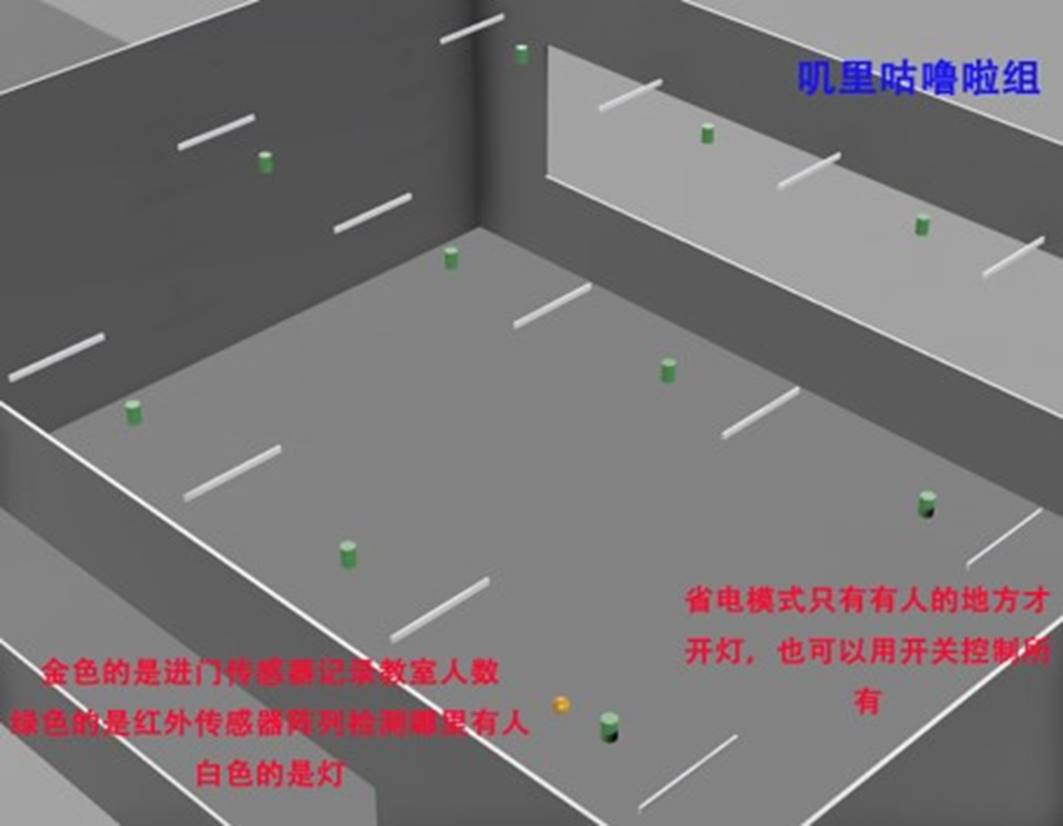 叽里咕噜啦组
省电模式只有有人的地方才
开灯，也可以用开关控制所
有
金色的是进门传感器记录教室人数
绿色的是红外传感器阵列检测哪里有人
白色的是灯